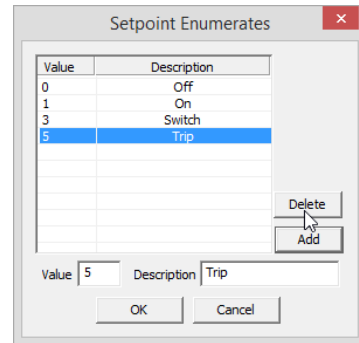 Setpoint Enumerates
Value Description
0 Off
1 On
3 Switch
5 Trip
Delete
Add
Value 5 Description Trip
OK Cancel